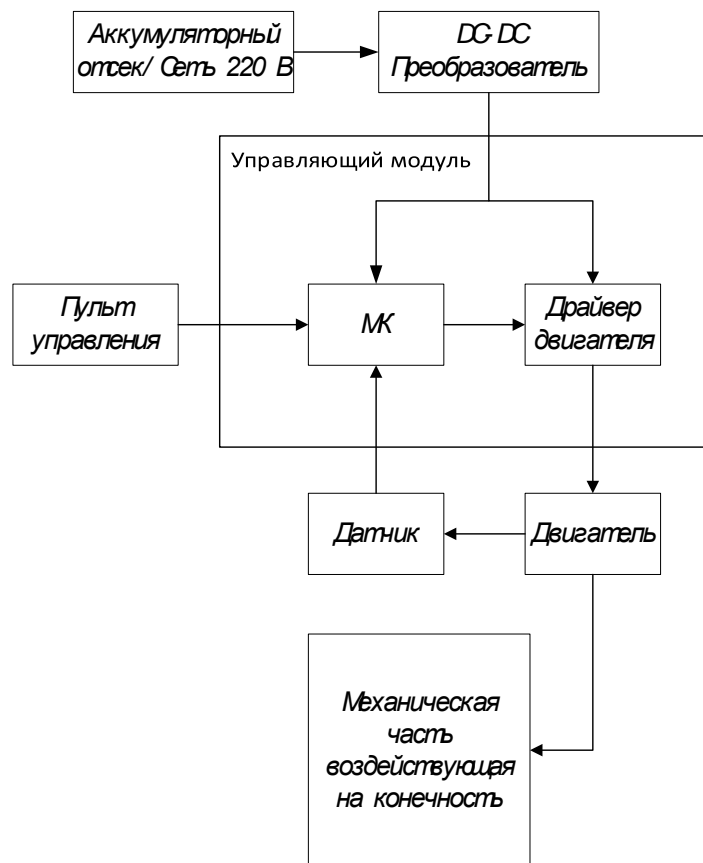 Аккумуляторный
отсек/ Сеть 220 В
DC-DC
Преобразователь
Управляющий модуль
Пульт
управления
МК
Драйвер
двигателя
Датчик
Двигатель
Механическая
часть
воздействующая
на конечность